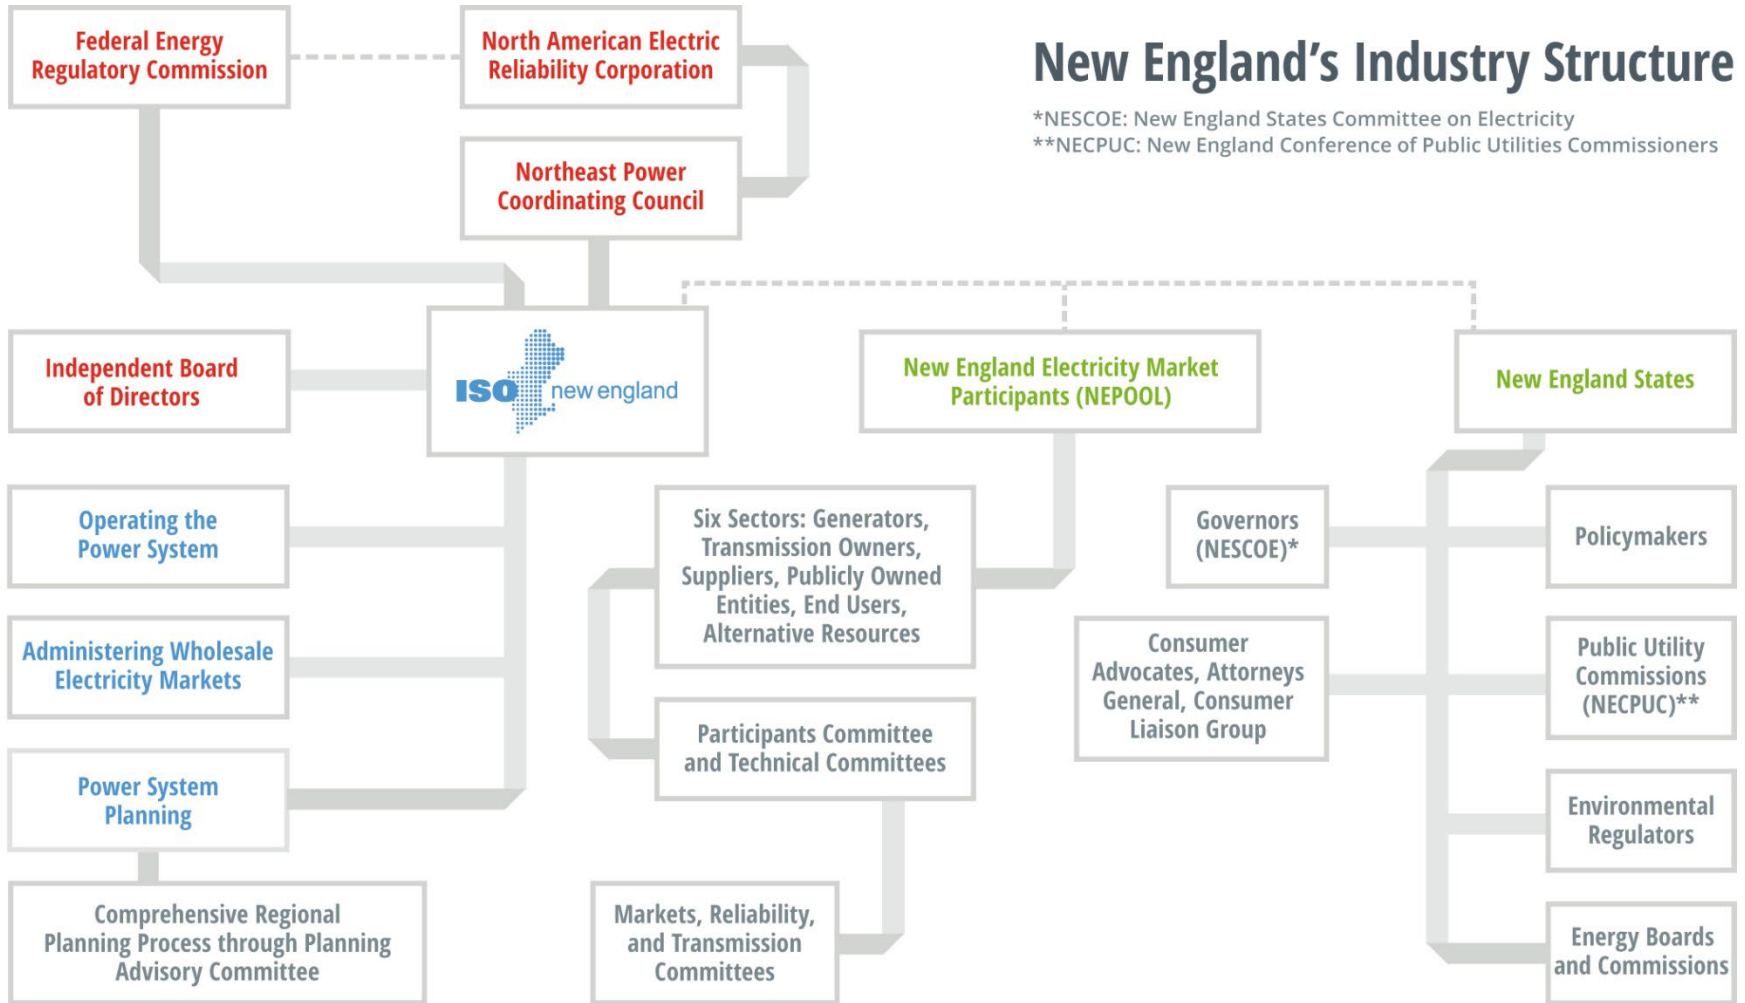 New England’s Industry Structure
*NESCOE: New England States Committee on Electricity
**NECPUC: New England Conference of Public Utilities Commissioners
Federal Energy
Regulatory Commission
North American Electric
Reliability Corporation
Northeast Power
Coordinating Council
Independent Board
of Directors
ISO new england
New England Electricity Market
Participants (NEPOOL)
New England States
Operating the
Power System
Administering Wholesale
Electricity Markets
Power System
Planning
Comprehensive Regional
Planning Process through Planning
Advisory Committee
Six Sectors: Generators,
Transmission Owners,
Suppliers, Publicly Owned
Entities, End Users,
Alternative Resources
Participants Committee
and Technical Committees
Markets, Reliability,
and Transmission
Committees
Governors
(NESCOE)*
Policymakers
Consumer
Advocates, Attorneys
General, Consumer
Liaison Group
Public Utility
Commissions
(NECPUC)**
Environmental
Regulators
Energy Boards
and Commissions